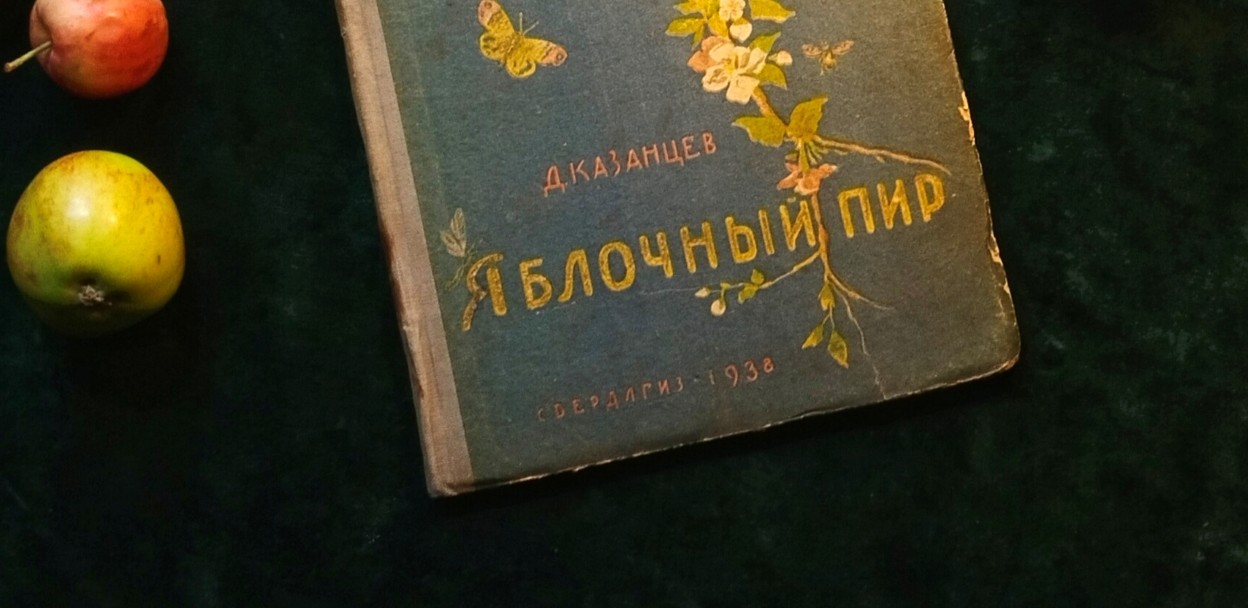 Д. КАЗАНЦЕВ
ЯБЛОЧНЫЙ ПИР
СВЕРДЛГИЗ · 1938